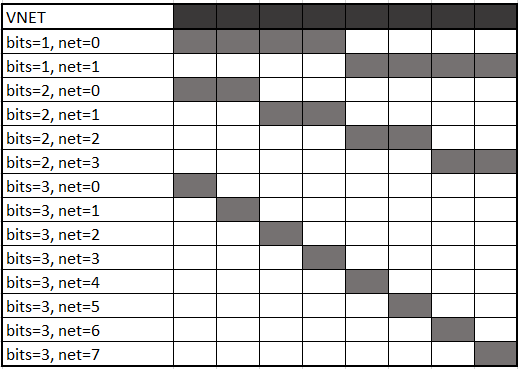 VNET
bits=1, net=0
bits=1, net=1
bits=2, net=0
bits=2, net=1
bits=2, net=2
bits=2, net=3
bits=3, net=0
bits=3, net=1
bits=3, net=2
bits=3, net=3
bits=3, net=4
bits=3, net=5
bits=3, net=6
bits=3, net=7